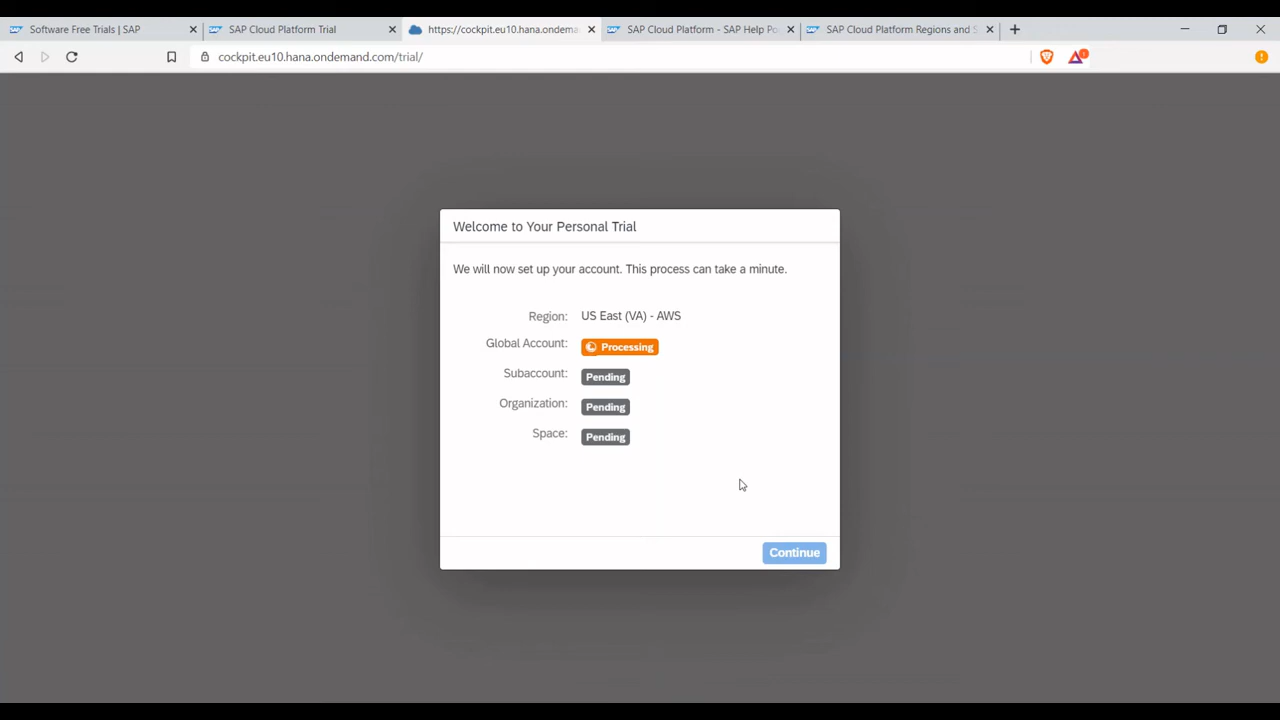 Software Free Trials | SAP
SAP Cloud Platform Trial
https://cockpit.eu10.hana.ondema
SAP Cloud Platform - SAP Help Po
SAP Cloud Platform Regions and S
cockpit.eu10.hana.ondemand.com/trial/
1
Welcome to Your Personal Trial
We will now set up your account. This process can take a minute.
Region: US East (VA) - AWS
Global Account: Processing
Subaccount: Pending
Organization: Pending
Space: Pending
Continue